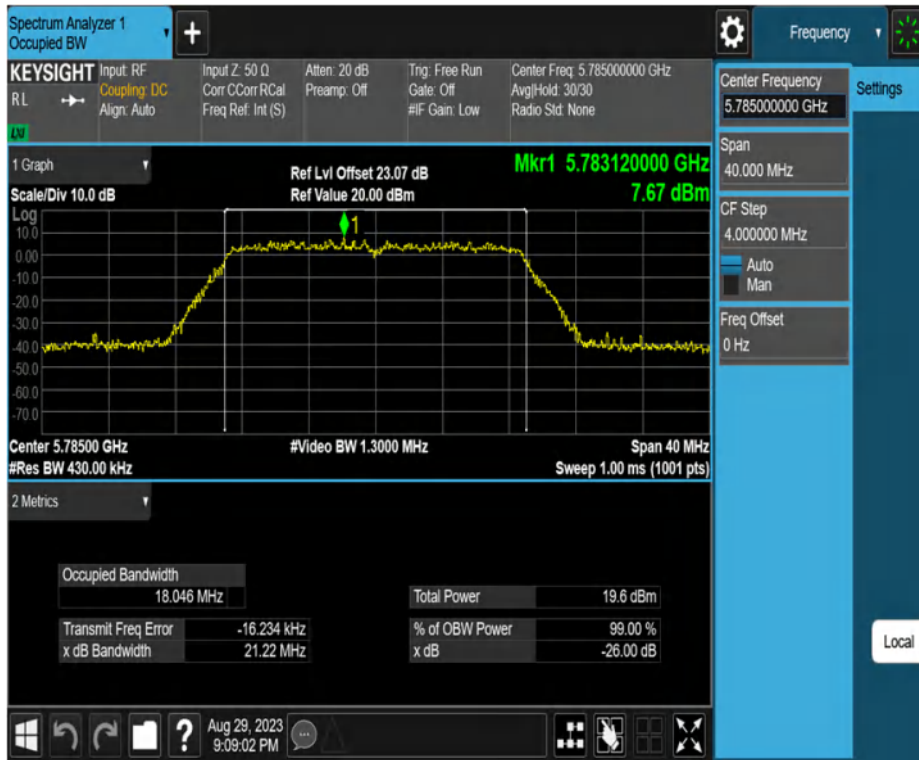 Spectrum Analyzer 1
Occupied BW
+
Frequency
KEYSIGHT
RL
LXI
Input: RF
Coupling: DC
Align: Auto
Input Z: 50 Ω
Corr CCorr RCal
Freq Ref: Int (S)
Atten: 20 dB
Preamp: Off
Trig: Free Run
Gate: Off
#IF Gain: Low
Center Freq: 5.785000000 GHz
Avg|Hold: 30/30
Radio Std: None
Center Frequency
5.785000000 GHz
Settings
Span
40.000 MHz
CF Step
4.000000 MHz
Auto
Man
Freq Offset
0 Hz
Local
1 Graph
Scale/Div 10.0 dB
Ref Lvl Offset 23.07 dB
Ref Value 20.00 dBm
Mkr1 5.783120000 GHz
7.67 dBm
Log
1
10.0
0.00
-10.0
-20.0
-30.0
-40.0
-50.0
-60.0
-70.0
Center 5.78500 GHz
#Video BW 1.3000 MHz
Span 40 MHz
#Res BW 430.00 kHz
Sweep 1.00 ms (1001 pts)
2 Metrics
Occupied Bandwidth
18.046 MHz
Total Power 19.6 dBm
Transmit Freq Error -16.234 kHz
% of OBW Power 99.00 %
x dB Bandwidth 21.22 MHz
x dB -26.00 dB
?
Aug 29, 2023
9:09:02 PM